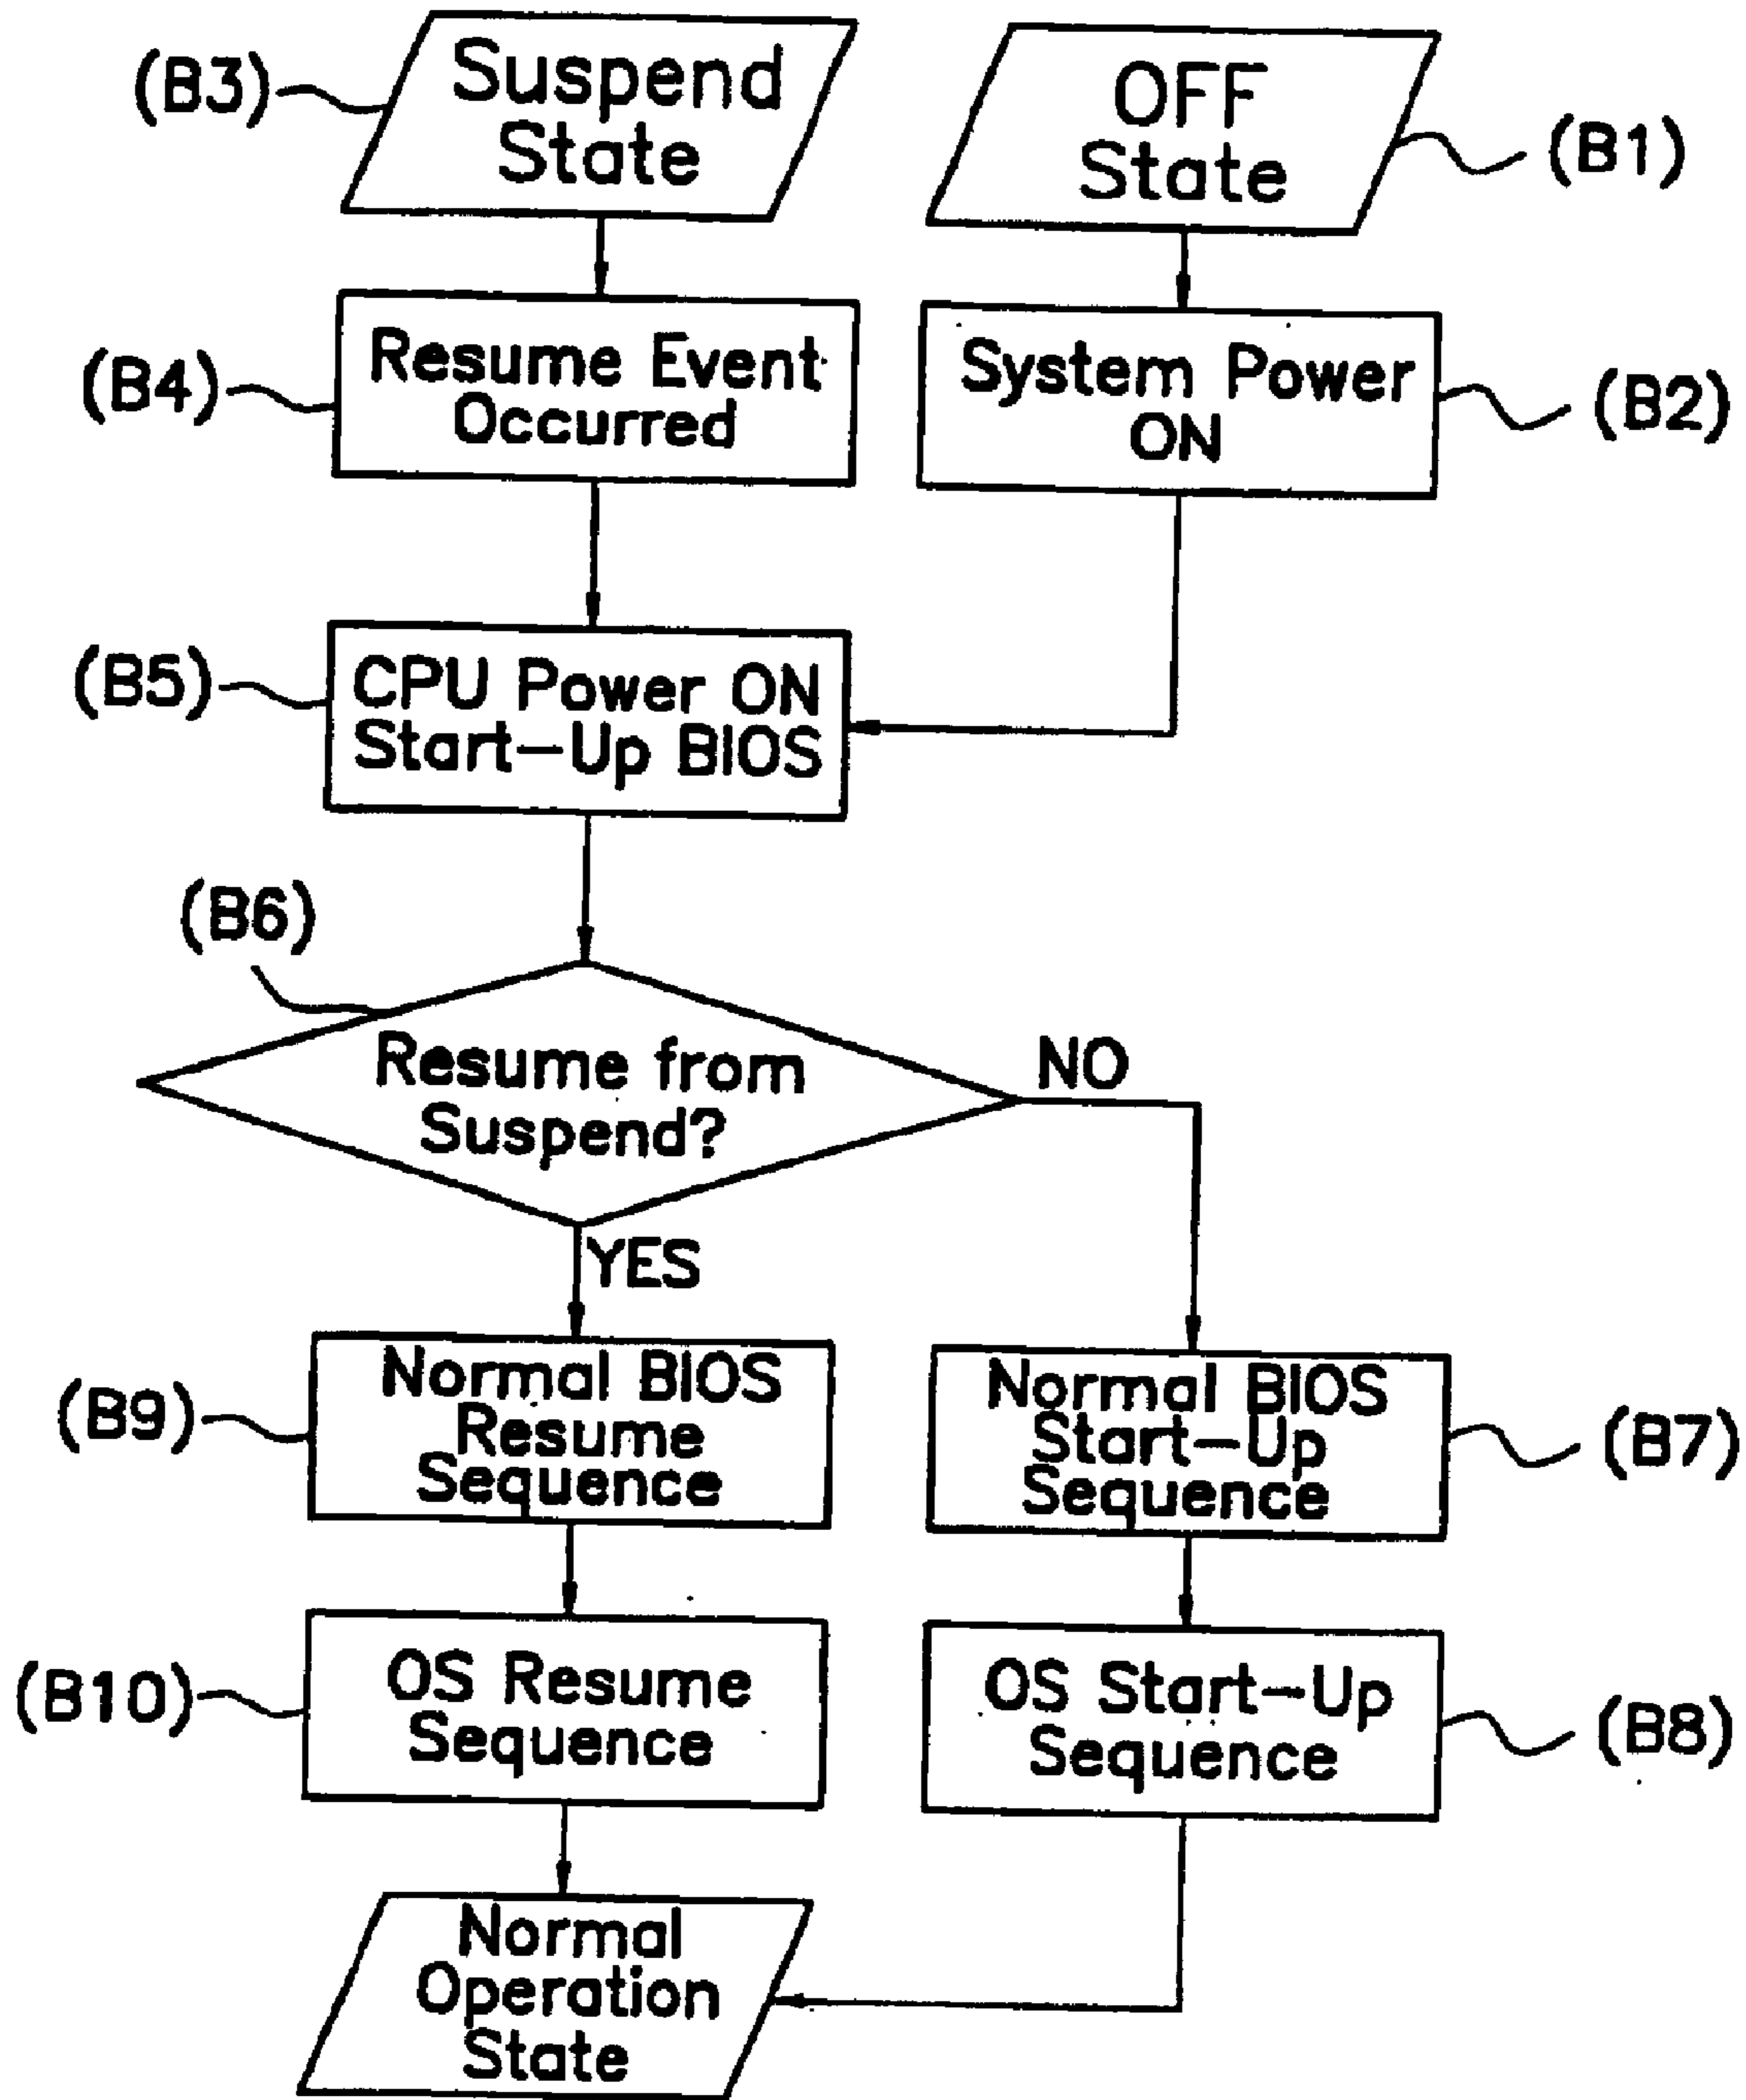 (B3)
Suspend
State
OFF
State
(B1)
(B4)
Resume Event
Occurred
System Power
ON
(B2)
(B5)
CPU Power ON
Start-Up BIOS
(B6)
Resume from
Suspend?
NO
YES
(B9)
Normal BIOS
Resume
Sequence
Normal BIOS
Start-Up
Sequence
(B7)
(B10)
OS Resume
Sequence
OS Start-Up
Sequence
(B8)
Normal
Operation
State